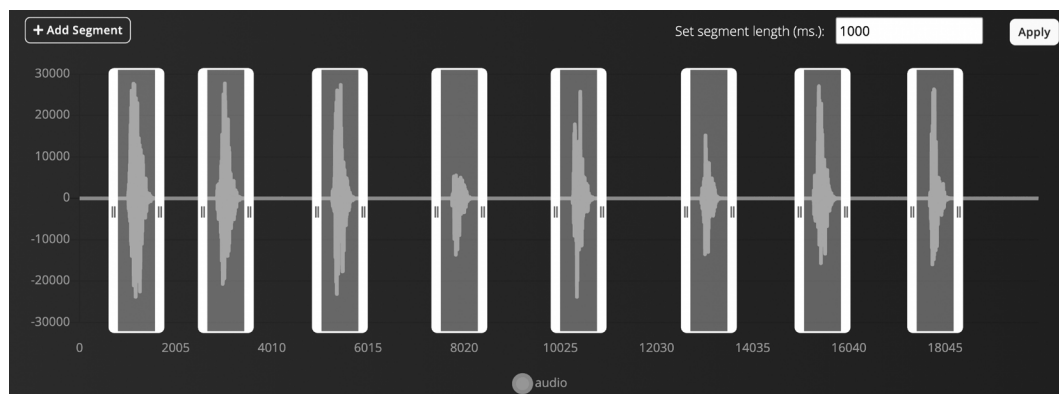 + Add Segment
Set segment length (ms.): 1000 Apply
30000
20000
10000
0
-10000
-20000
-30000
0 2005 4010 6015 8020 10025 12030 14035 16040 18045
audio